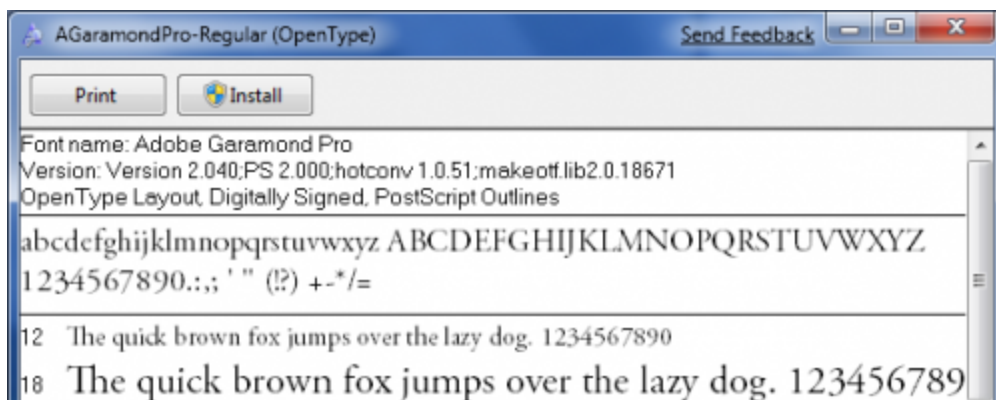 AGaramondPro-Regular (OpenType) Send Feedback
Print Install
Font name: Adobe Garamond Pro
Version: Version 2.040;PS 2.000;hotconv 1.0.51;makeotf.lib2.0.18671
OpenType Layout, Digitally Signed, PostScript Outlines
abcdefghijklmnopqrstuvwxyz ABCDEFGHIJKLMNOPQRSTUVWXYZ
1234567890.:,; ' " (!?) +-*/=
12 The quick brown fox jumps over the lazy dog. 1234567890
18 The quick brown fox jumps over the lazy dog. 123456789